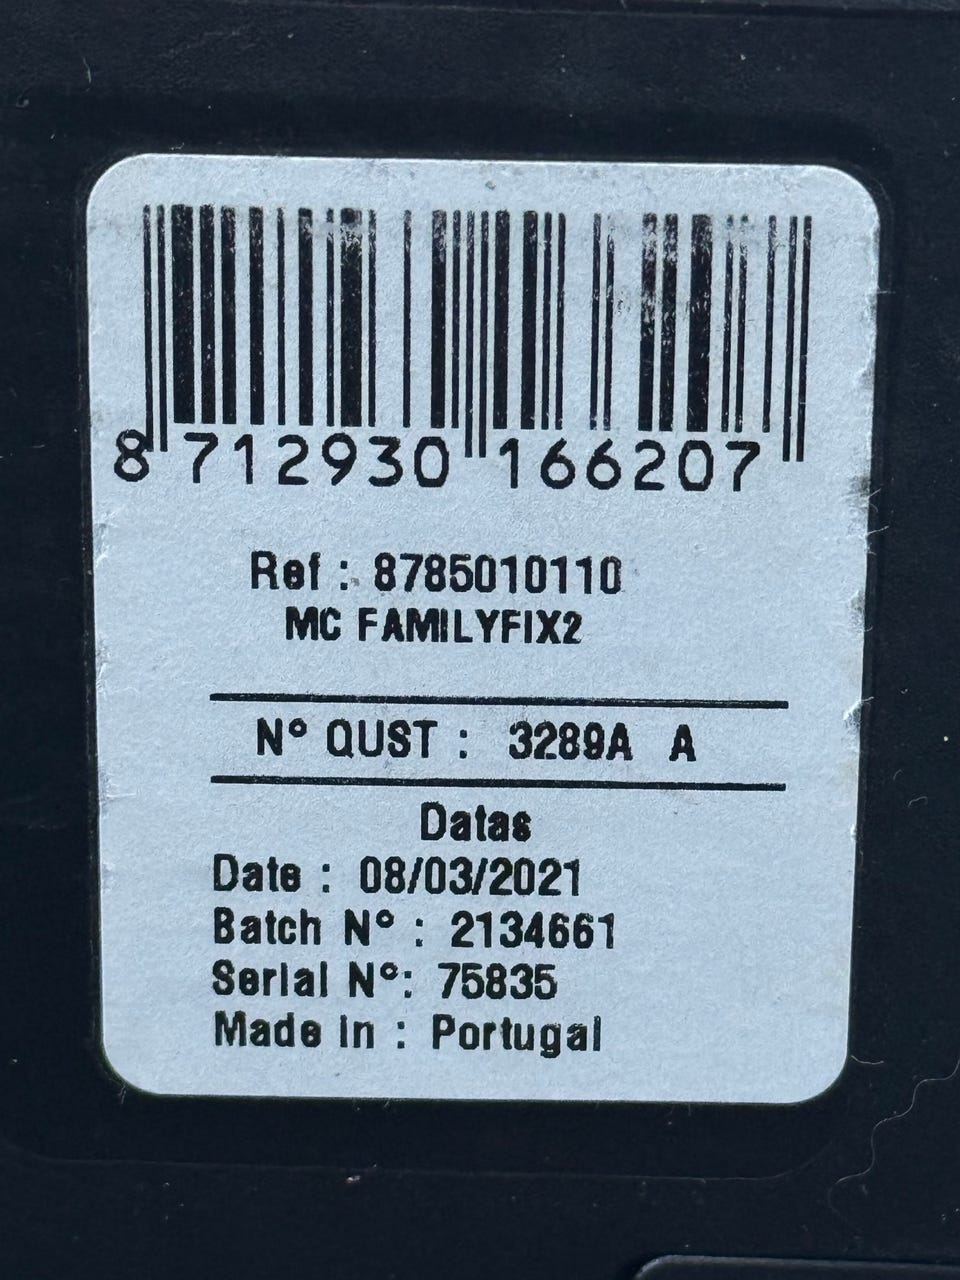 8 712930 166207
Ref : 8785010110
MC FAMILYFIX2
N° QUST : 3289A A
Datas
Date : 08/03/2021
Batch N° : 2134661
Serial N°: 75835
Made in : Portugal